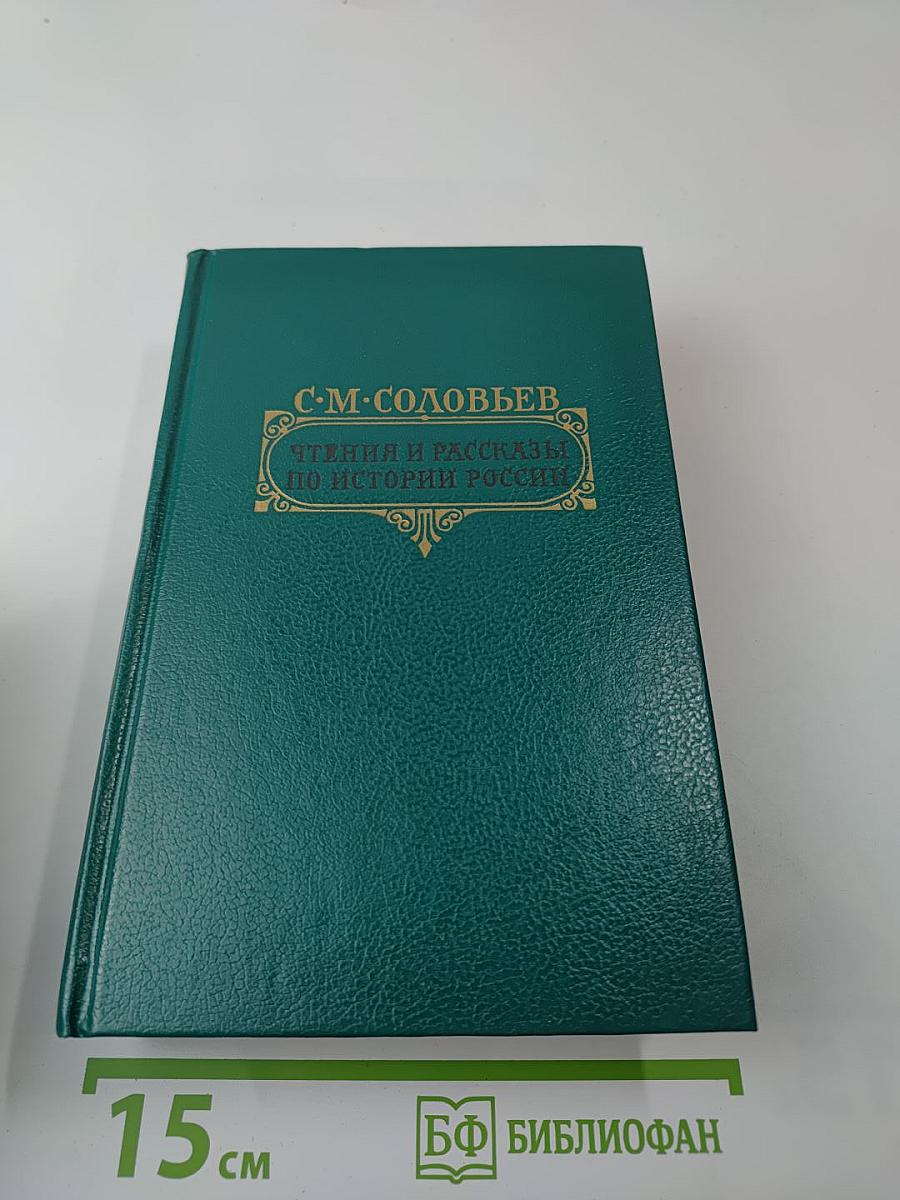 С·М·СОЛОВЬЕВ
ЧТЕНИЯ И РАССКАЗЫ
ПО ИСТОРИИ РОССИИ
15 см
БФ БИБЛИОФАН